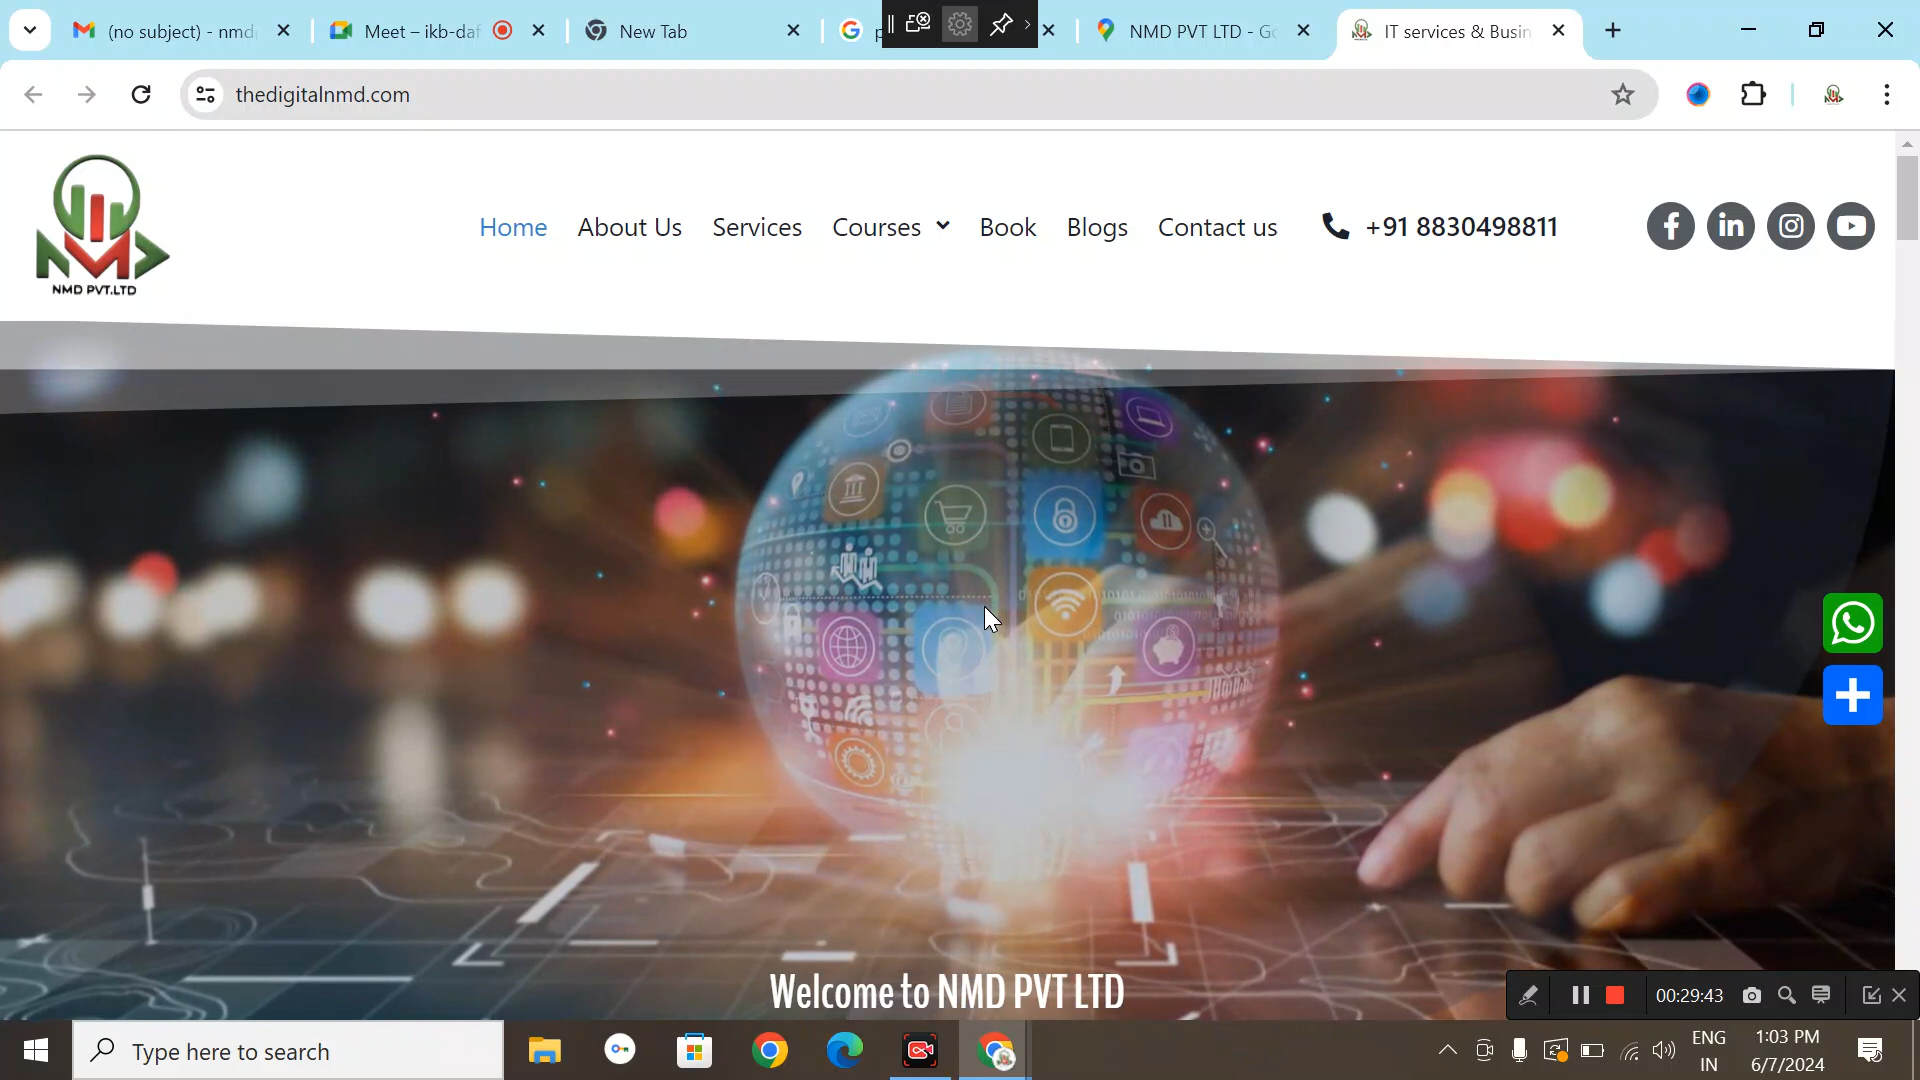 (no subject) - nmd
Meet – ikb-daf
New Tab
p
NMD PVT LTD - Go
IT services & Busin
thedigitalnmd.com
NMD PVT.LTD
Home
About Us
Services
Courses
Book
Blogs
Contact us
+91 8830498811
Welcome to NMD PVT LTD
00:29:43
Type here to search
ENG
IN
1:03 PM
6/7/2024